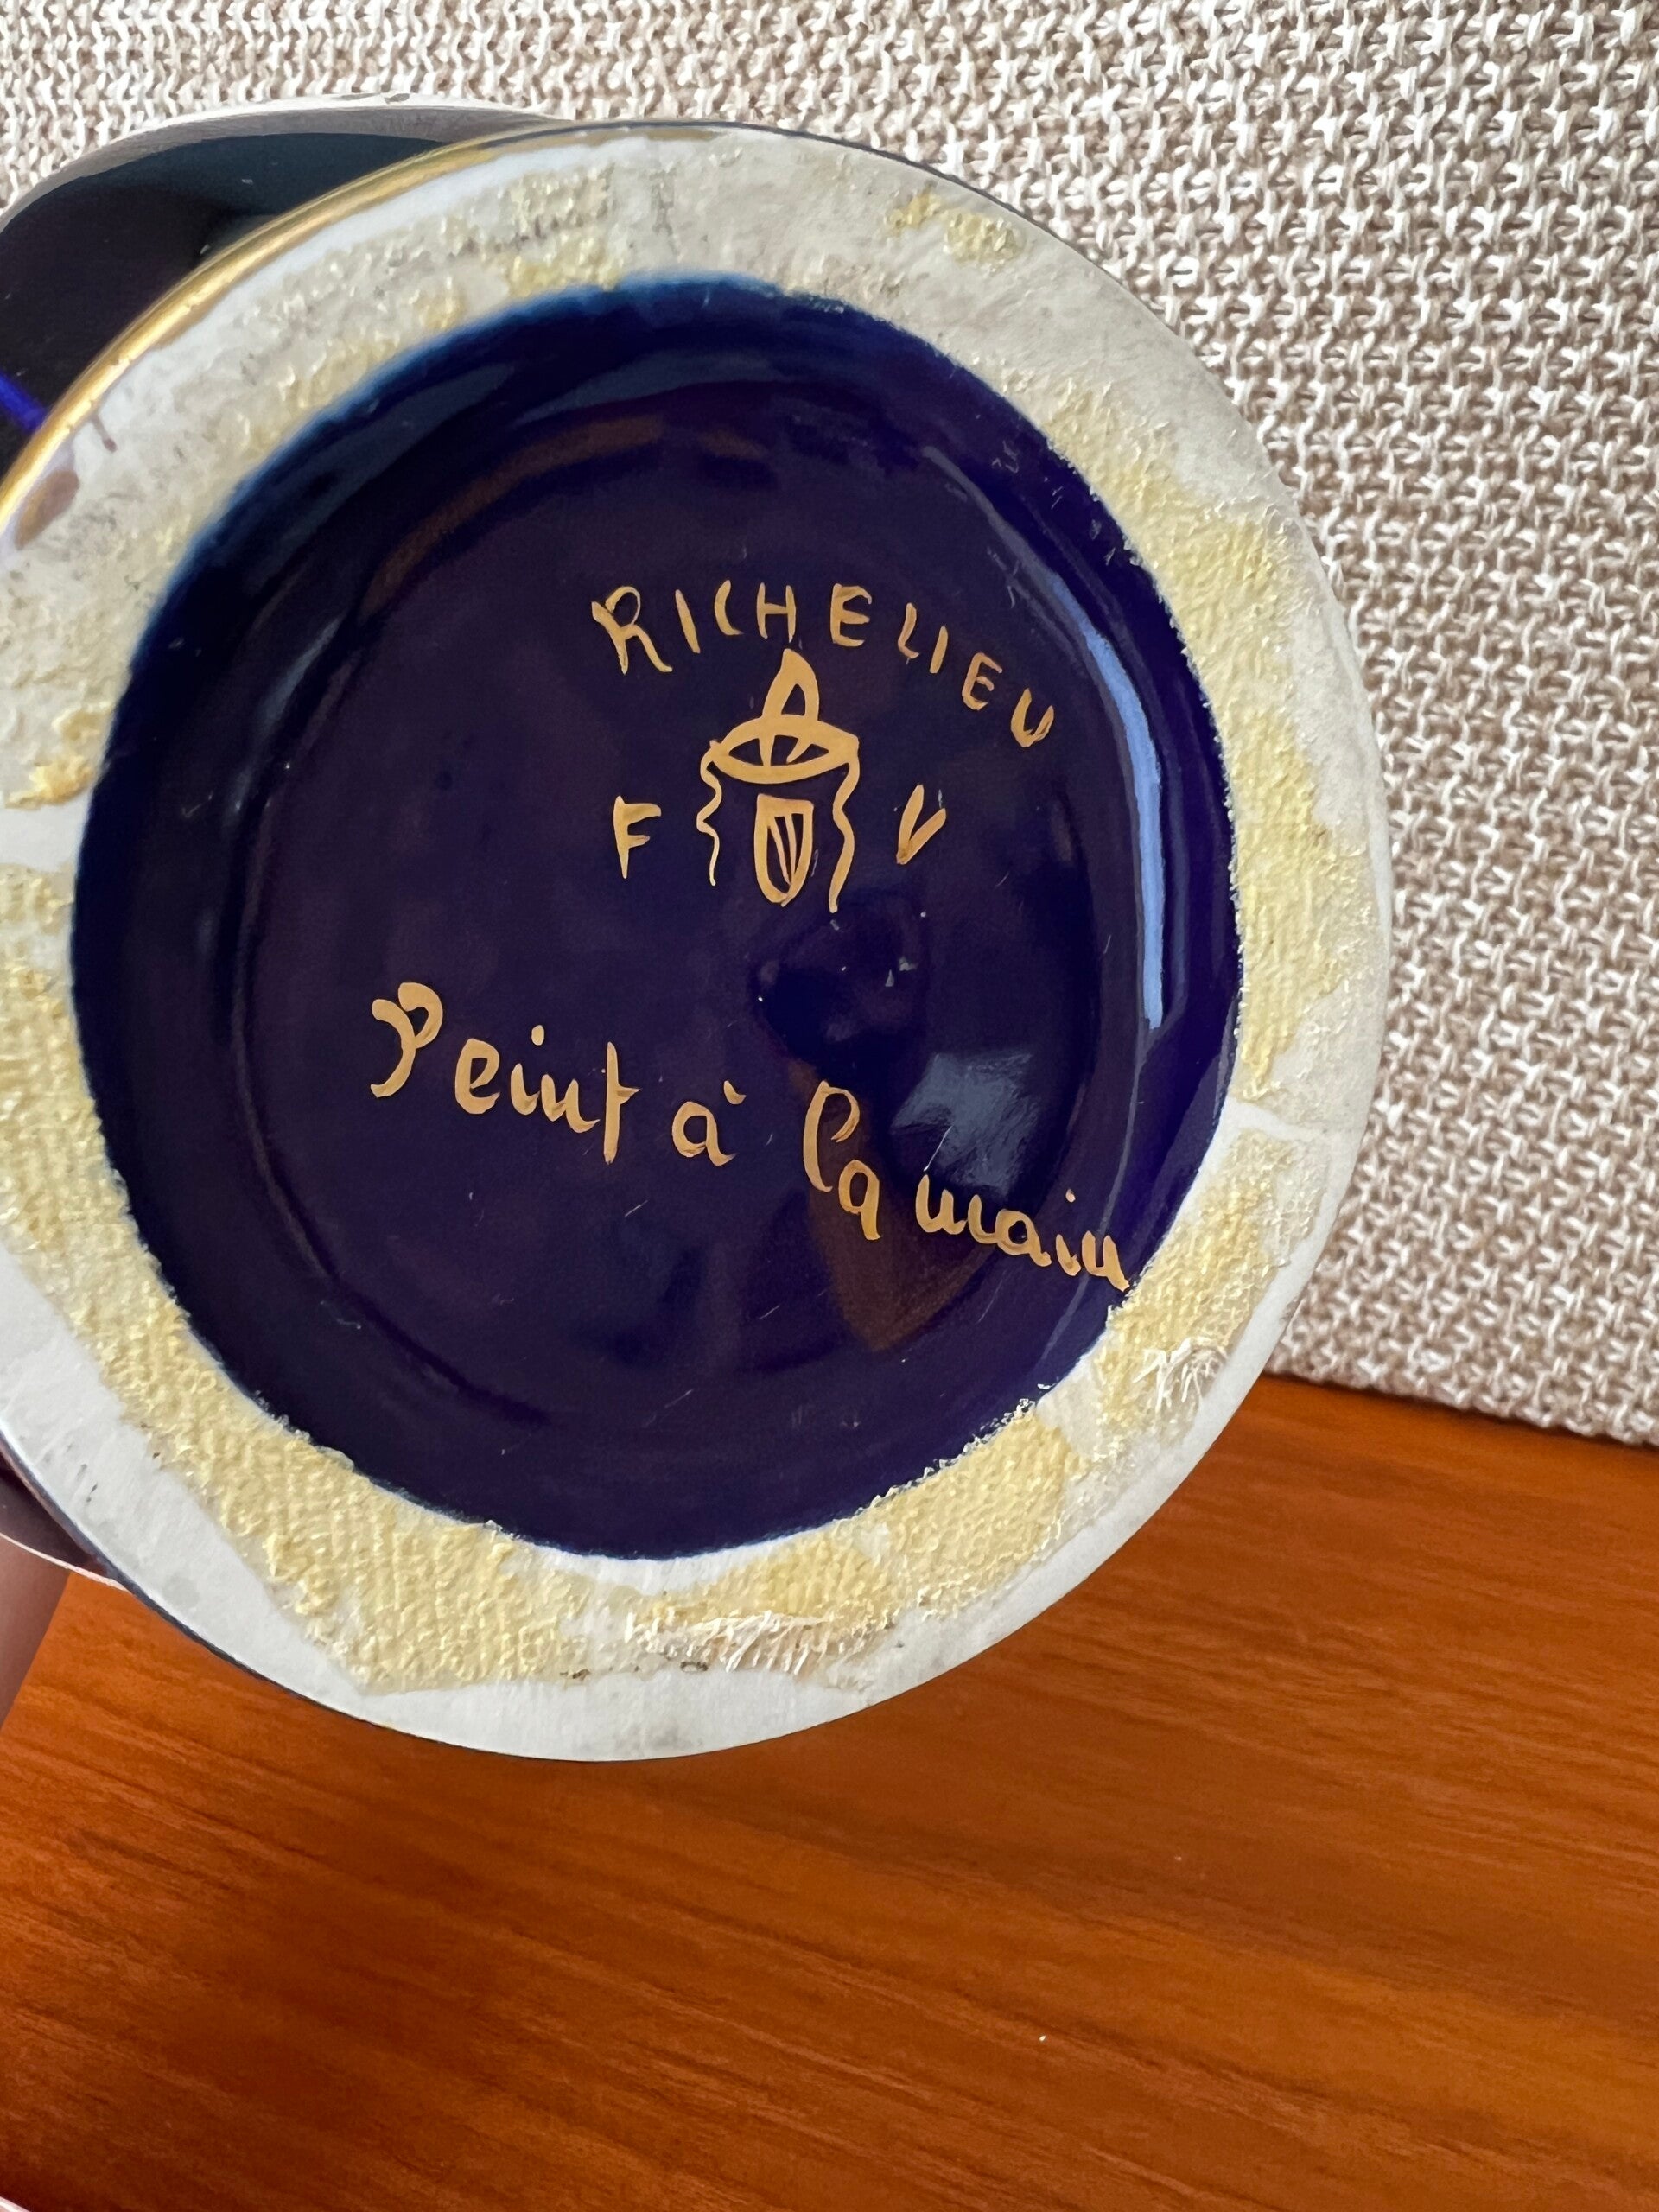 RICHELIEU
F V
Peint à la main